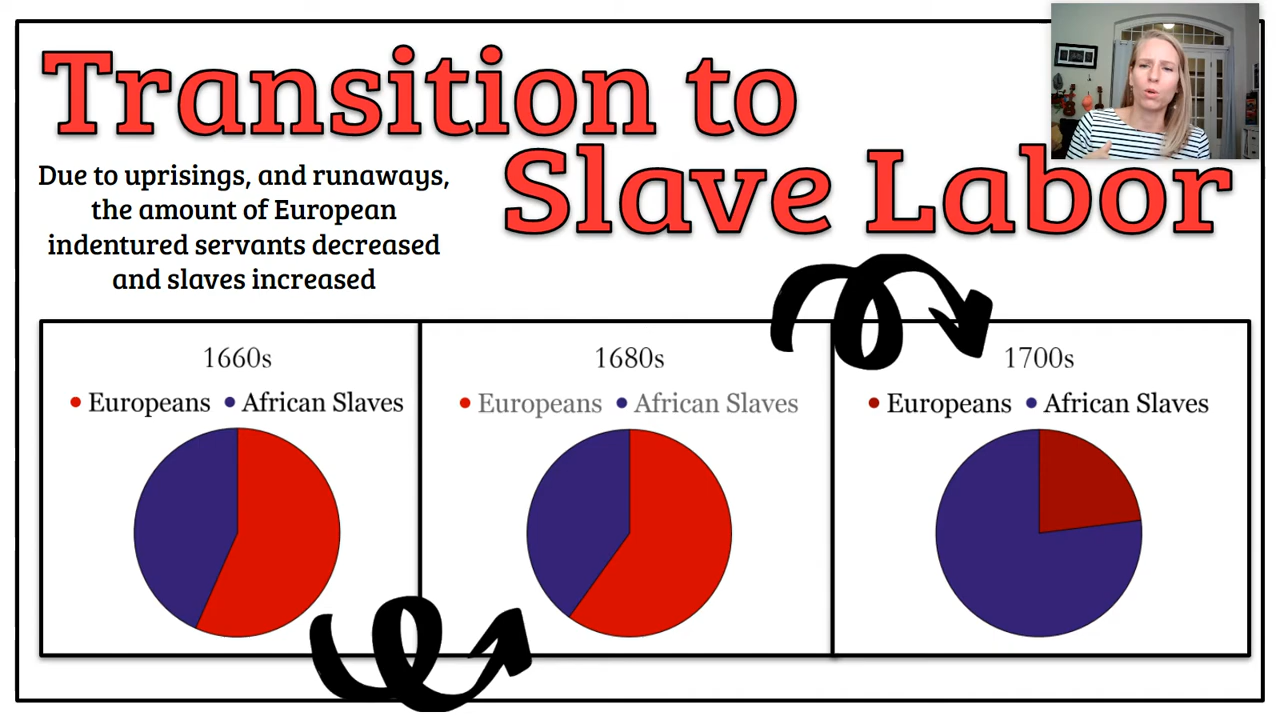 Transition to
Slave Labor
Due to uprisings, and runaways,
the amount of European
indentured servants decreased
and slaves increased
1660s
Europeans African Slaves
1680s
Europeans African Slaves
1700s
Europeans African Slaves